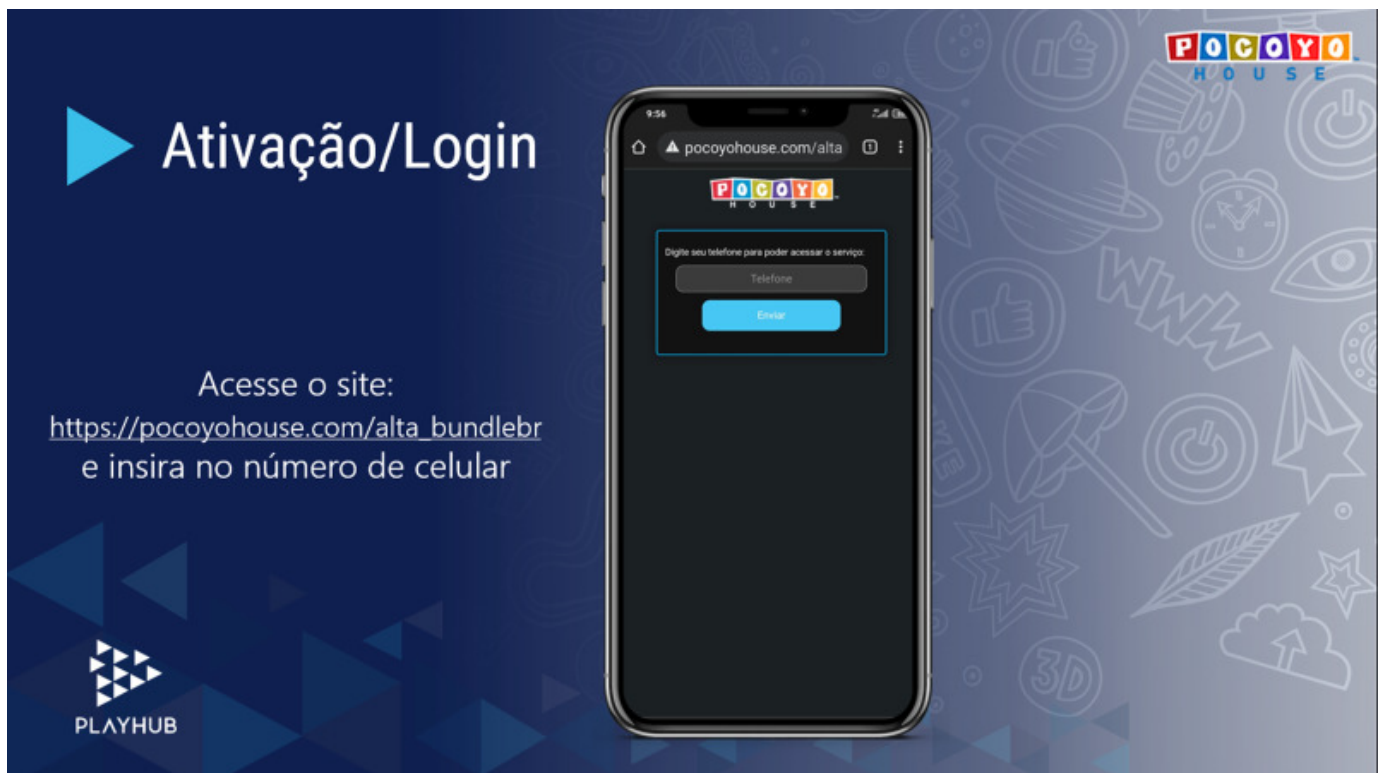 POCOYO
HOUSE
Ativação/Login
Acesse o site:
https://pocoyohouse.com/alta_bundlebr
e insira no número de celular
PLAYHUB
9:56
pocoyohouse.com/alta
1
POCOYO
HOUSE
Digite seu telefone para poder acessar o serviço:
Telefone
Enviar
WWW
3D